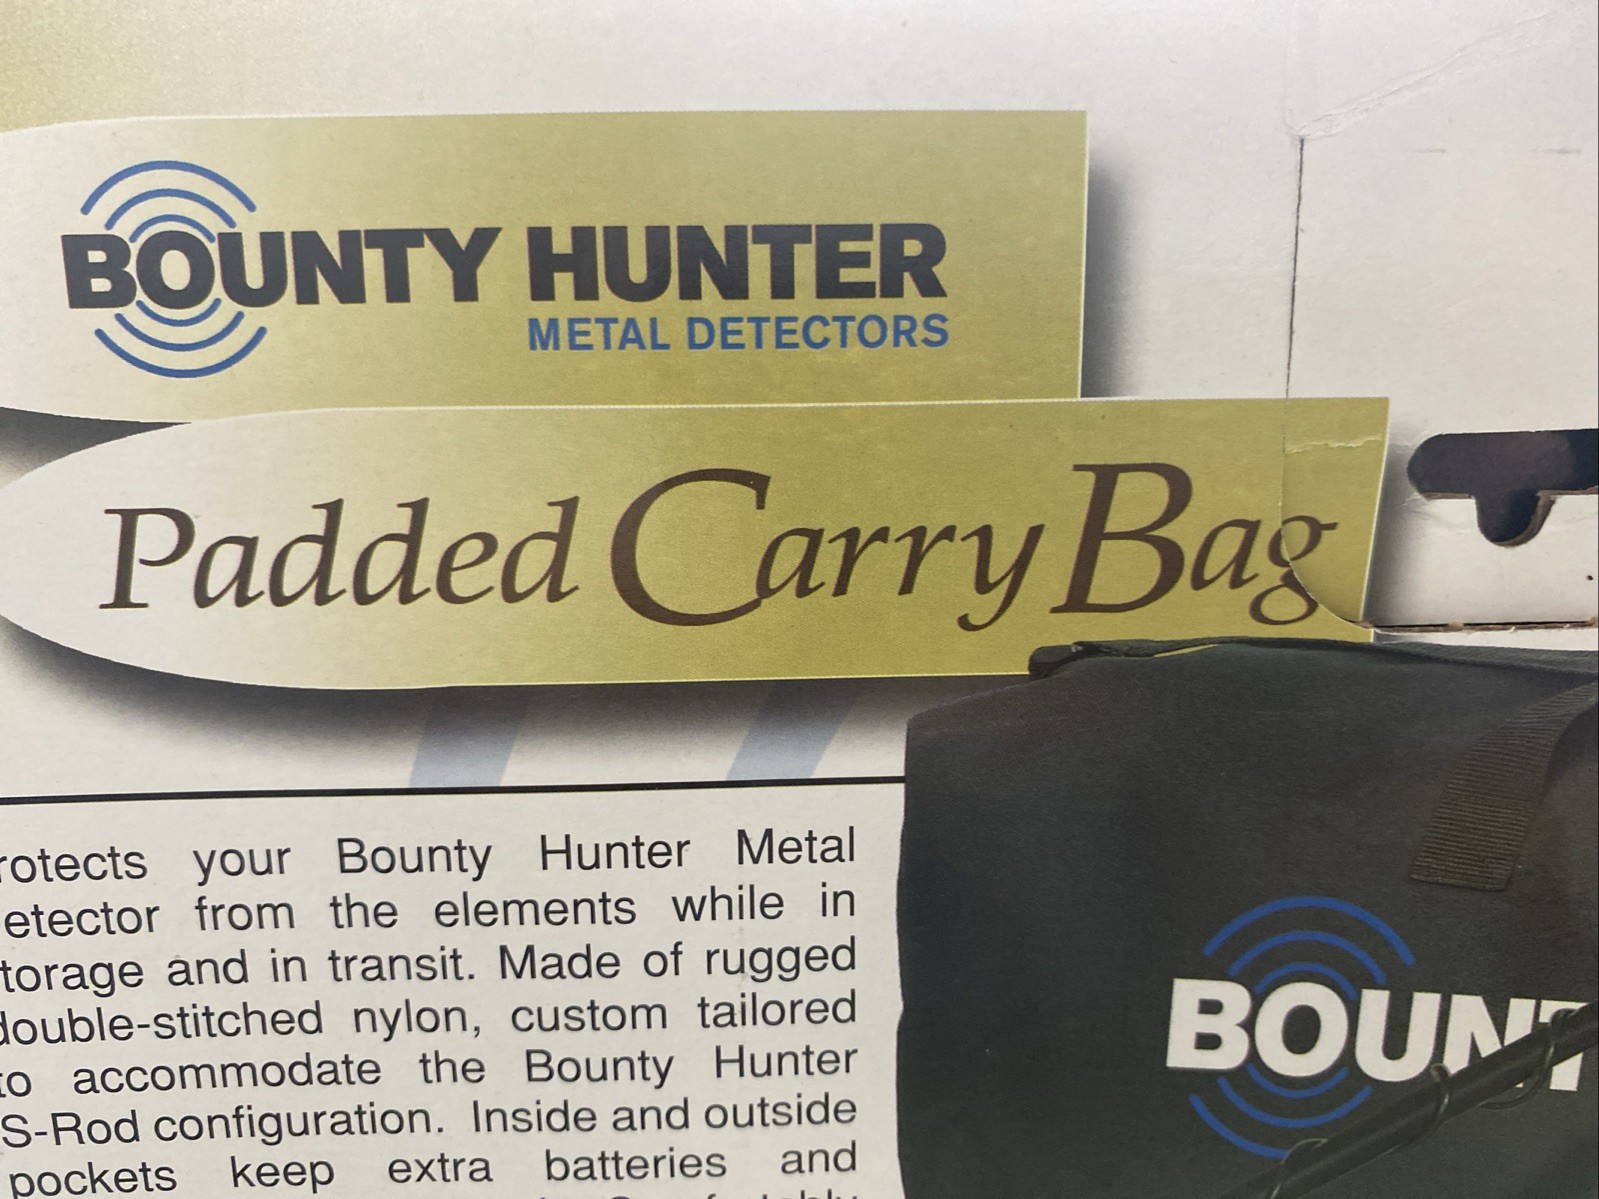 BOUNTY HUNTER
METAL DETECTORS
Padded Carry Bag
rotects your Bounty Hunter Metal
etector from the elements while in
torage and in transit. Made of rugged
double-stitched nylon, custom tailored
to accommodate the Bounty Hunter
S-Rod configuration. Inside and outside
pockets keep extra batteries and
BOUNT